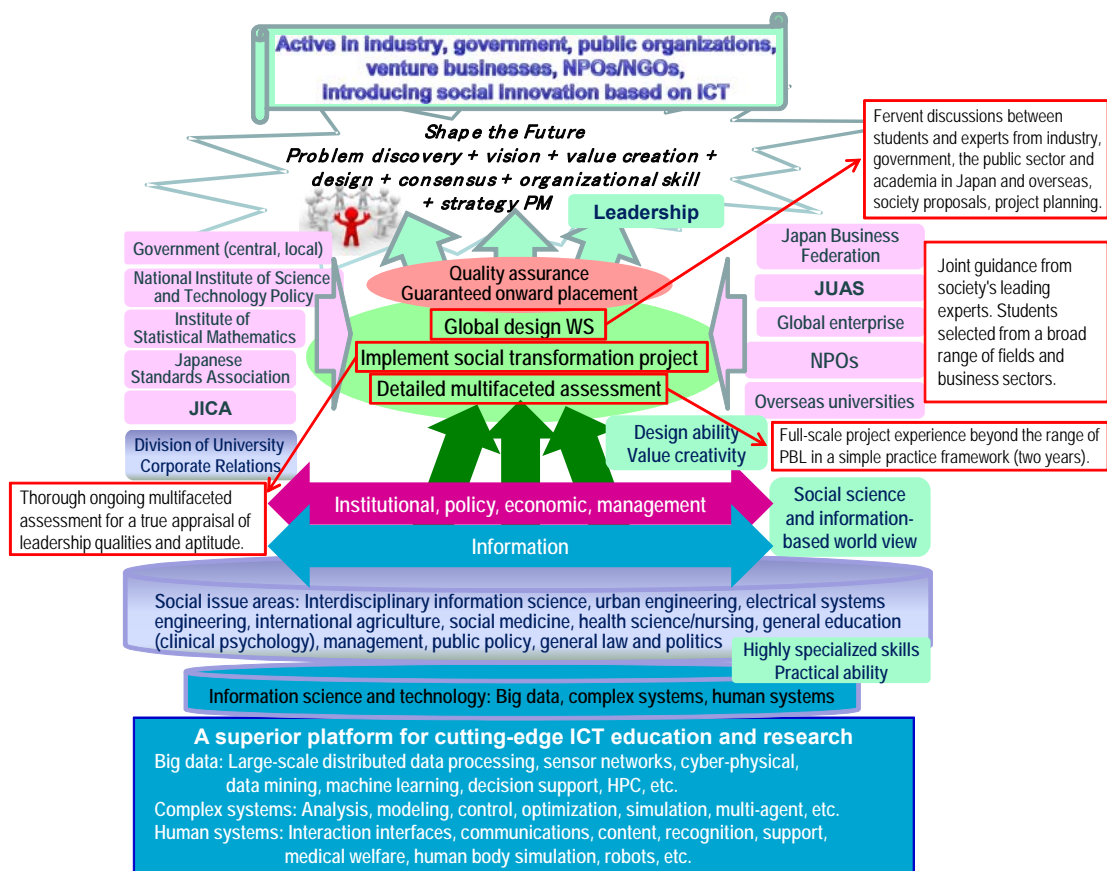 Active in industry, government, public organizations,
venture businesses, NPOs/NGOs,
introducing social innovation based on ICT
Shape the Future
Problem discovery + vision + value creation +
design + consensus + organizational skill
+ strategy PM
Leadership
Fervent discussions between
students and experts from industry,
government, the public sector and
academia in Japan and overseas,
society proposals, project planning.
Government (central, local)
National Institute of Science
and Technology Policy
Institute of
Statistical Mathematics
Japanese
Standards Association
JICA
Division of University
Corporate Relations
Quality assurance
Guaranteed onward placement
Global design WS
Implement social transformation project
Detailed multifaceted assessment
Japan Business
Federation
JUAS
Global enterprise
NPOs
Overseas universities
Joint guidance from
society's leading
experts. Students
selected from a broad
range of fields and
business sectors.
Design ability
Value creativity
Full-scale project experience beyond the range of
PBL in a simple practice framework (two years).
Thorough ongoing multifaceted
assessment for a true appraisal of
leadership qualities and aptitude.
Institutional, policy, economic, management
Information
Social science
and information-
based world view
Social issue areas: Interdisciplinary information science, urban engineering, electrical systems
engineering, international agriculture, social medicine, health science/nursing, general education
(clinical psychology), management, public policy, general law and politics
Highly specialized skills
Practical ability
Information science and technology: Big data, complex systems, human systems
A superior platform for cutting-edge ICT education and research
Big data: Large-scale distributed data processing, sensor networks, cyber-physical,
data mining, machine learning, decision support, HPC, etc.
Complex systems: Analysis, modeling, control, optimization, simulation, multi-agent, etc.
Human systems: Interaction interfaces, communications, content, recognition, support,
medical welfare, human body simulation, robots, etc.